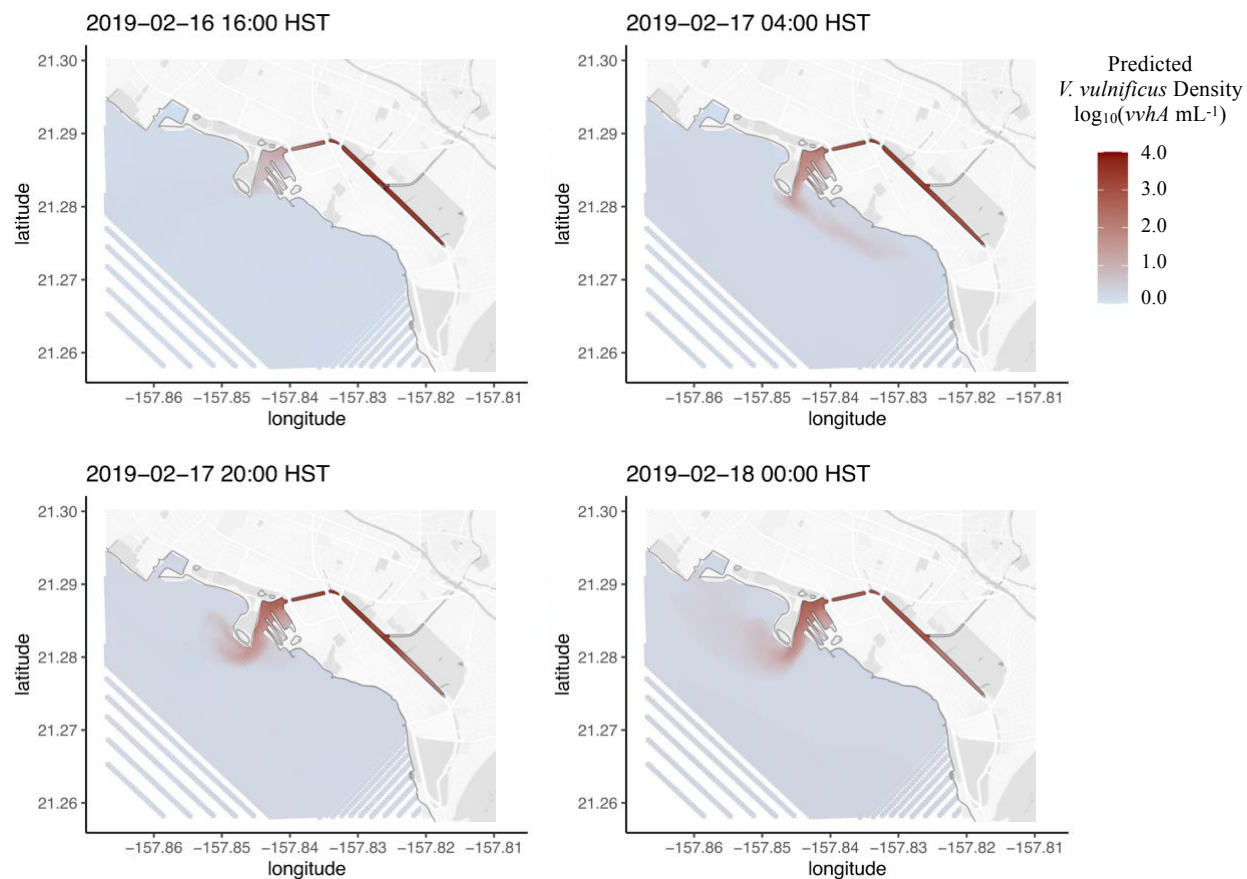 2019−02−16 16:00 HST
21.30
21.29
21.28
21.27
21.26
latitude
−157.86 −157.85 −157.84 −157.83 −157.82 −157.81
longitude
2019−02−17 04:00 HST
21.30
21.29
21.28
21.27
21.26
latitude
−157.86 −157.85 −157.84 −157.83 −157.82 −157.81
longitude
Predicted
V. vulnificus Density
log₁₀(vvhA mL⁻¹)
4.0
3.0
2.0
1.0
0.0
2019−02−17 20:00 HST
21.30
21.29
21.28
21.27
21.26
latitude
−157.86 −157.85 −157.84 −157.83 −157.82 −157.81
longitude
2019−02−18 00:00 HST
21.30
21.29
21.28
21.27
21.26
latitude
−157.86 −157.85 −157.84 −157.83 −157.82 −157.81
longitude